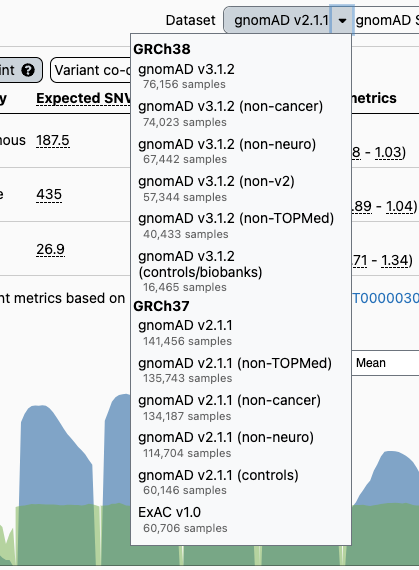 Dataset gnomAD v2.1.1 gnomAD S
int ? Variant co-c
y Expected SNV metrics
nous 187.5 8 - 1.03)
e 435 .89 - 1.04)
26.9 .71 - 1.34)
nt metrics based on T0000030
Mean
GRCh38
gnomAD v3.1.2
76,156 samples
gnomAD v3.1.2 (non-cancer)
74,023 samples
gnomAD v3.1.2 (non-neuro)
67,442 samples
gnomAD v3.1.2 (non-v2)
57,344 samples
gnomAD v3.1.2 (non-TOPMed)
40,433 samples
gnomAD v3.1.2
(controls/biobanks)
16,465 samples
GRCh37
gnomAD v2.1.1
141,456 samples
gnomAD v2.1.1 (non-TOPMed)
135,743 samples
gnomAD v2.1.1 (non-cancer)
134,187 samples
gnomAD v2.1.1 (non-neuro)
114,704 samples
gnomAD v2.1.1 (controls)
60,146 samples
ExAC v1.0
60,706 samples